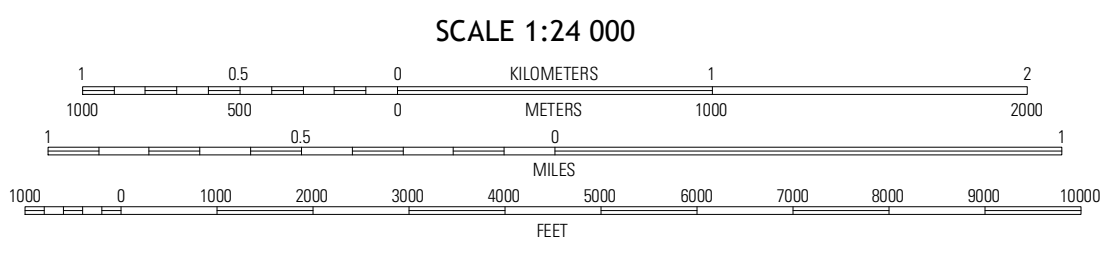 SCALE 1:24 000
1 0.5 0 KILOMETERS 1 2
1000 500 0 METERS 1000 2000
1 0.5 0 1
MILES
1000 0 1000 2000 3000 4000 5000 6000 7000 8000 9000 10000
FEET